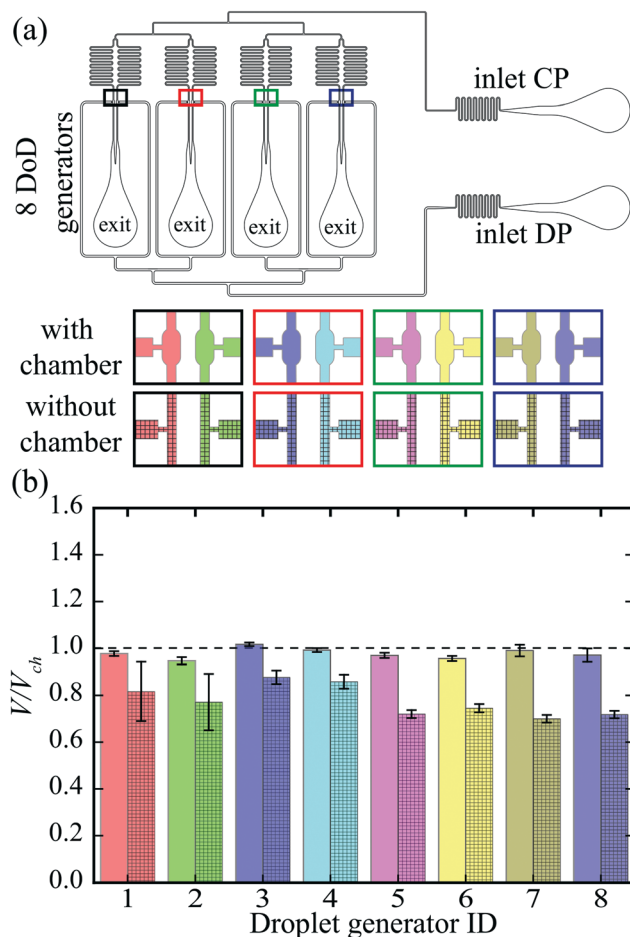 (a)
inlet CP
8 DoD
generators
exit exit exit exit
inlet DP
with
chamber
without
chamber
(b)
1.6
1.4
1.2
1.0
0.8
0.6
0.4
0.2
0.0
V/Vch
1 2 3 4 5 6 7 8
Droplet generator ID